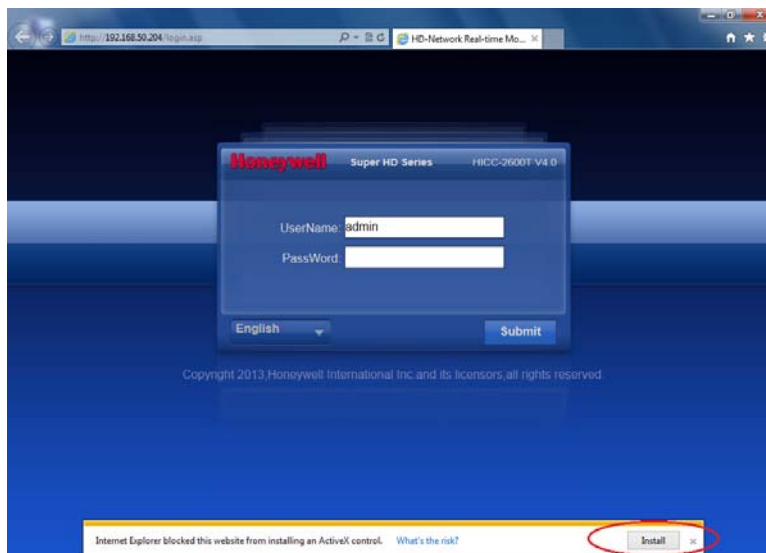 http://192.168.50.204/login.asp
HD-Network Real-time Mo...
Honeywell Super HD Series HICC-2600T V4.0
UserName: admin
PassWord:
English Submit
Copyright 2013,Honeywell International Inc.and its licensors,all rights reserved.
Internet Explorer blocked this website from installing an ActiveX control. What's the risk? Install